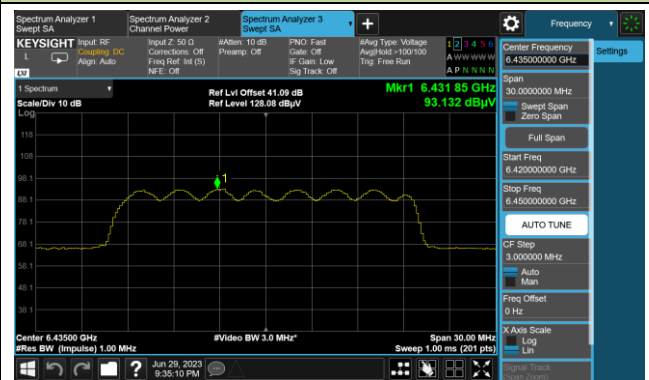 Spectrum Analyzer 1
Swept SA
Spectrum Analyzer 2
Channel Power
Spectrum Analyzer 3
Swept SA
+
Frequency
KEYSIGHT
L
LXI
Input: RF
Coupling: DC
Align: Auto
Input Z: 50 Ω
Corrections: Off
Freq Ref: Int (S)
NFE: Off
#Atten: 10 dB
Preamp: Off
PNO: Fast
Gate: Off
IF Gain: Low
Sig Track: Off
#Avg Type: Voltage
Avg|Hold:>100/100
Trig: Free Run
1 2 3 4 5 6
A W W W W W
A P N N N N
Center Frequency
6.435000000 GHz
Settings
Span
30.0000000 MHz
Swept Span
Zero Span
Full Span
Start Freq
6.420000000 GHz
Stop Freq
6.450000000 GHz
AUTO TUNE
CF Step
3.000000 MHz
Auto
Man
Freq Offset
0 Hz
X Axis Scale
Log
Lin
Signal Track
(Span Zoom)
1 Spectrum
Scale/Div 10 dB
Log
Ref Lvl Offset 41.09 dB
Ref Level 128.08 dBµV
Mkr1 6.431 85 GHz
93.132 dBµV
118
108
98.1
88.1
78.1
68.1
58.1
48.1
38.1
1
Center 6.43500 GHz
#Res BW (Impulse) 1.00 MHz
#Video BW 3.0 MHz*
Span 30.00 MHz
Sweep 1.00 ms (201 pts)
?
Jun 29, 2023
9:35:10 PM